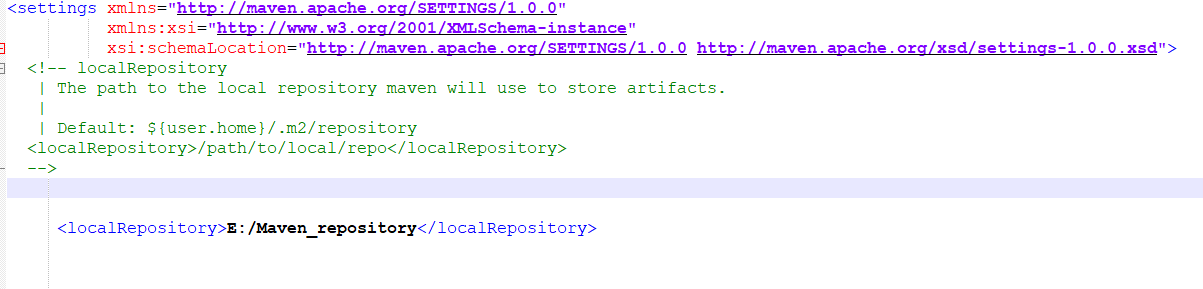 <settings xmlns="http://maven.apache.org/SETTINGS/1.0.0"
xmlns:xsi="http://www.w3.org/2001/XMLSchema-instance"
xsi:schemaLocation="http://maven.apache.org/SETTINGS/1.0.0 http://maven.apache.org/xsd/settings-1.0.0.xsd">
<!-- localRepository
| The path to the local repository maven will use to store artifacts.
|
| Default: ${user.home}/.m2/repository
<localRepository>/path/to/local/repo</localRepository>
-->
<localRepository>E:/Maven_repository</localRepository>